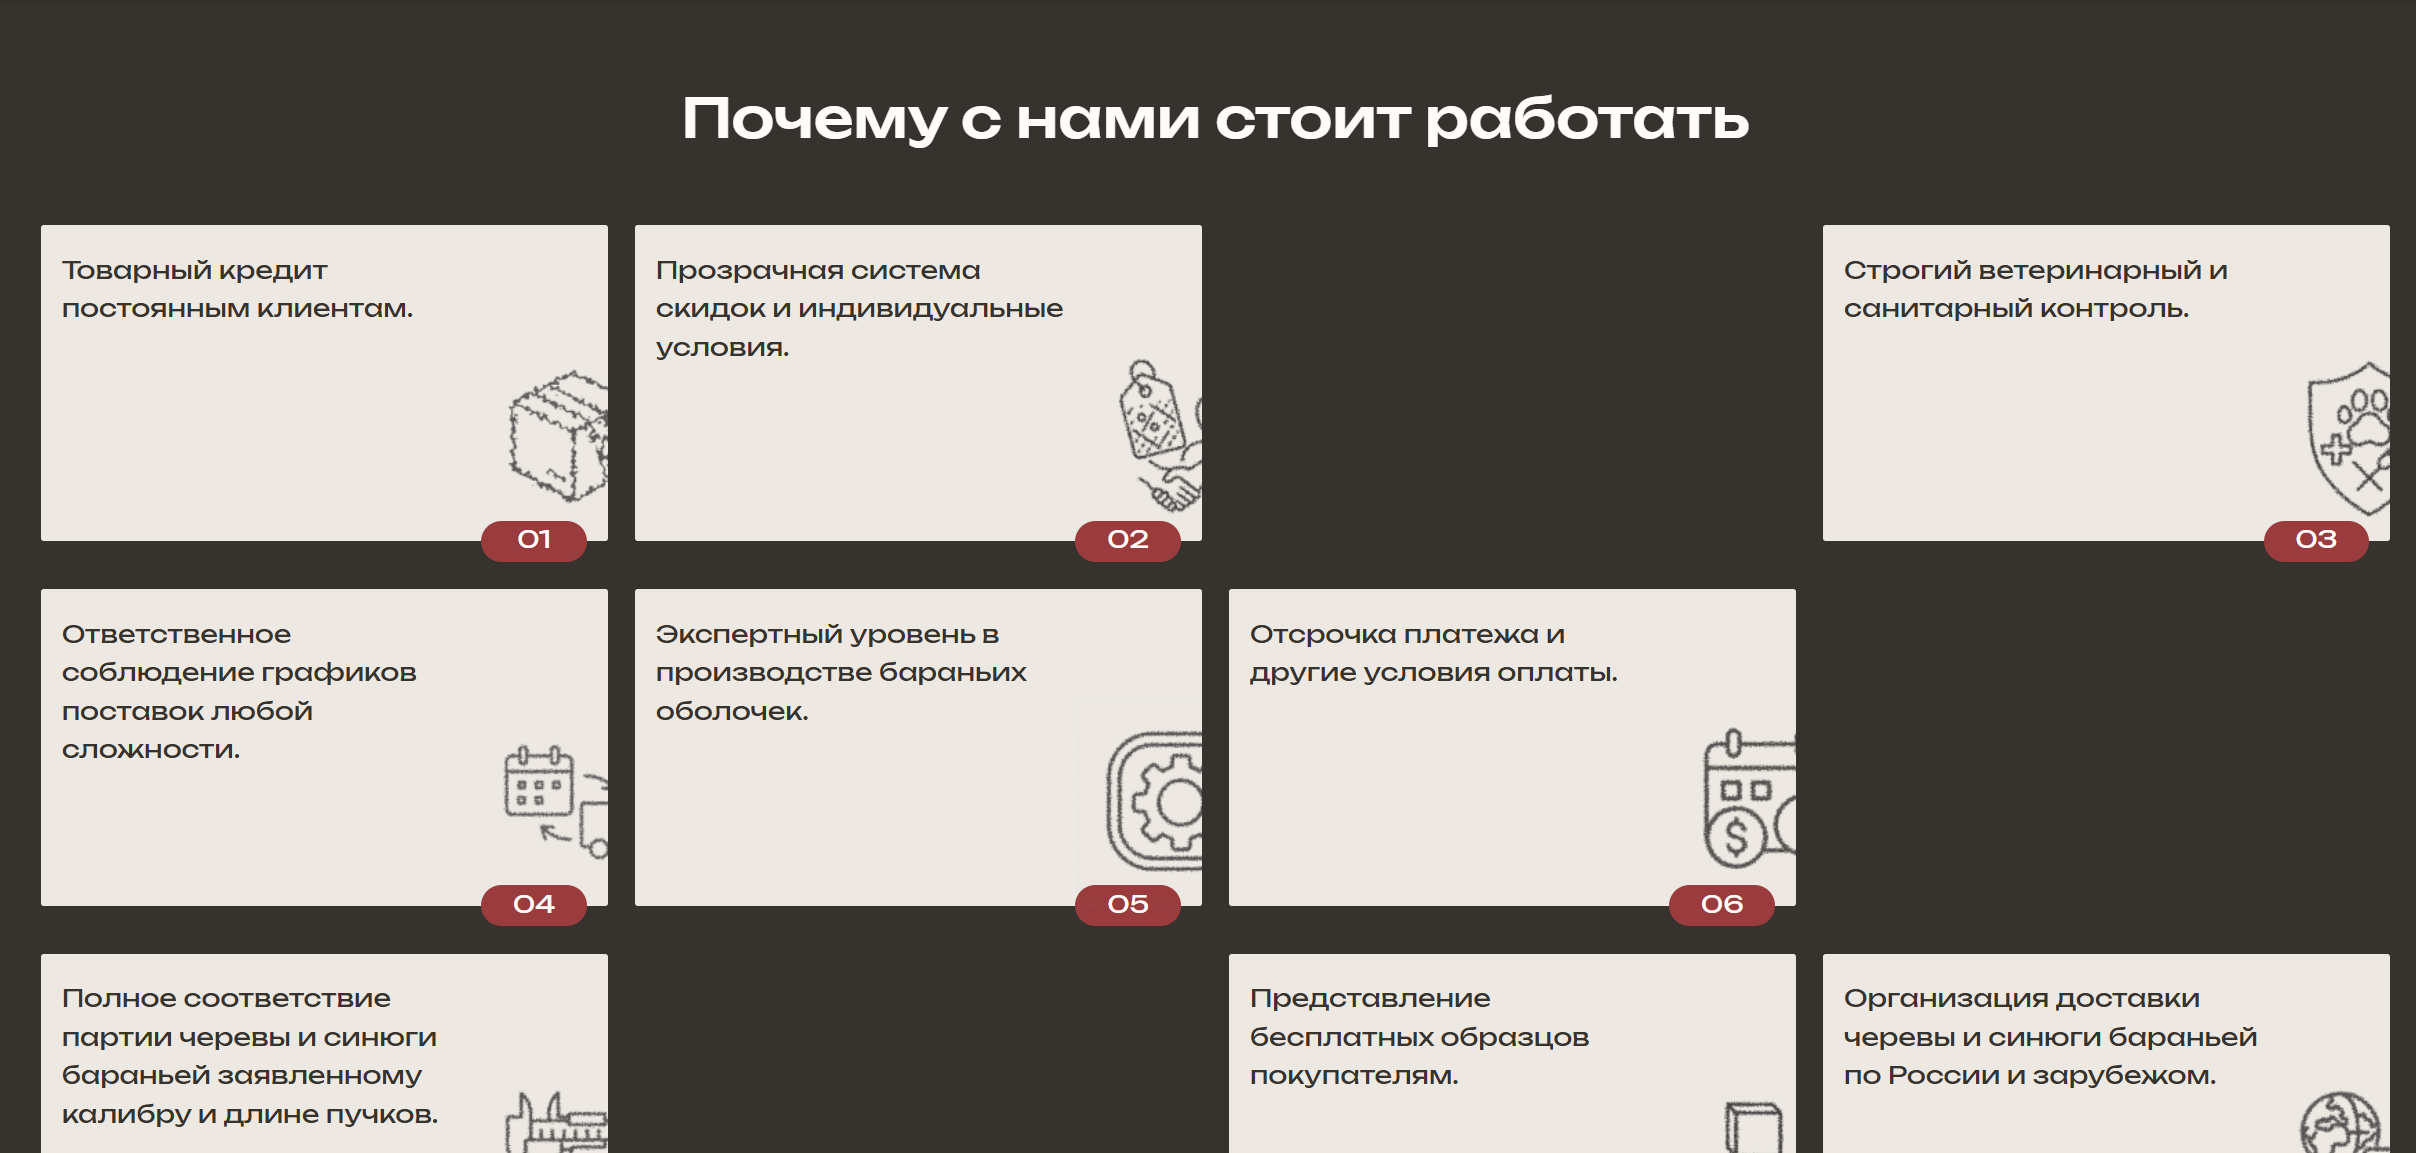 Почему с нами стоит работать
Товарный кредит
постоянным клиентам.
01
Прозрачная система
скидок и индивидуальные
условия.
02
Строгий ветеринарный и
санитарный контроль.
03
Ответственное
соблюдение графиков
поставок любой
сложности.
04
Экспертный уровень в
производстве бараньих
оболочек.
05
Отсрочка платежа и
другие условия оплаты.
$
06
Полное соответствие
партии черевы и синюги
бараньей заявленному
калибру и длине пучков.
Представление
бесплатных образцов
покупателям.
Организация доставки
черевы и синюги бараньей
по России и зарубежом.